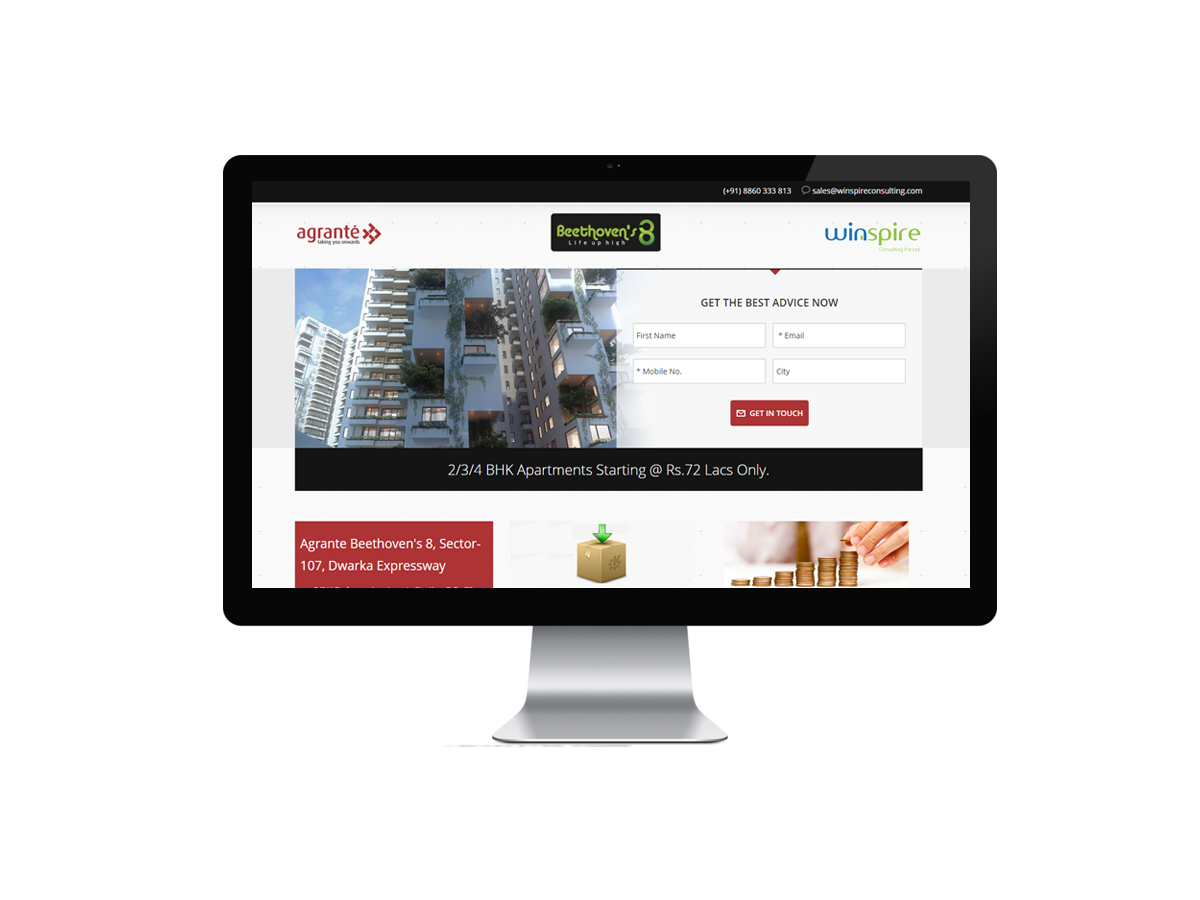 (+91) 8860 333 813 sales@winspireconsulting.com
agranté
taking you onwards
Beethoven's 8
Life up high
winspire
Consulting Pvt Ltd
GET THE BEST ADVICE NOW
First Name * Email
* Mobile No. City
GET IN TOUCH
2/3/4 BHK Apartments Starting @ Rs.72 Lacs Only.
Agrante Beethoven's 8, Sector-
107, Dwarka Expressway